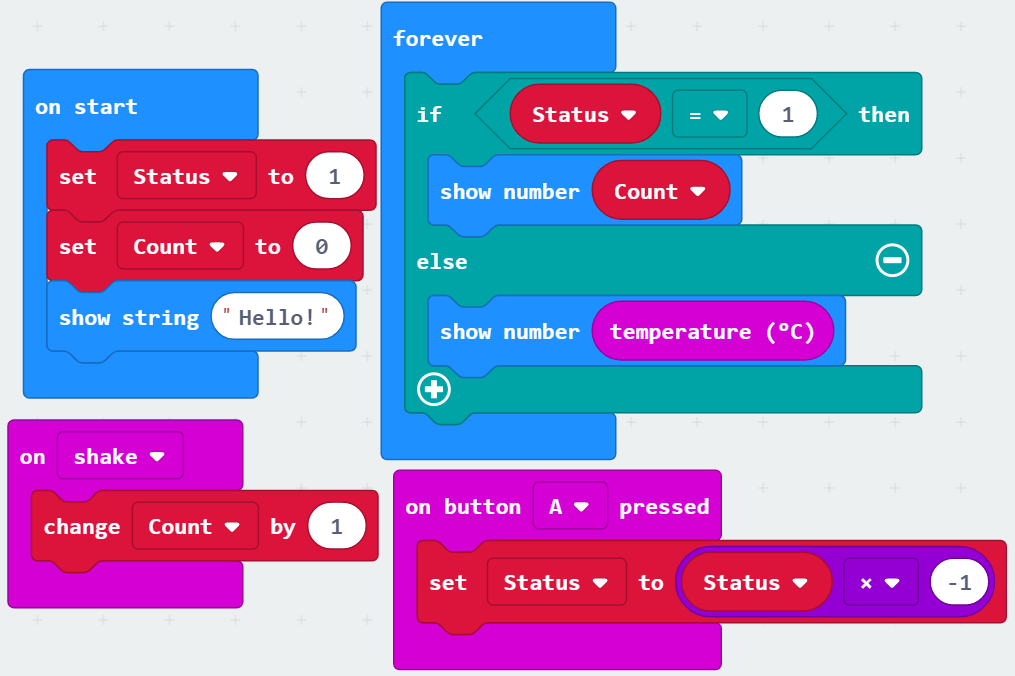 on start
set Status to 1
set Count to 0
show string "Hello!"
on shake
change Count by 1
forever
if Status = 1 then
show number Count
else
show number temperature (°C)
on button A pressed
set Status to Status × -1